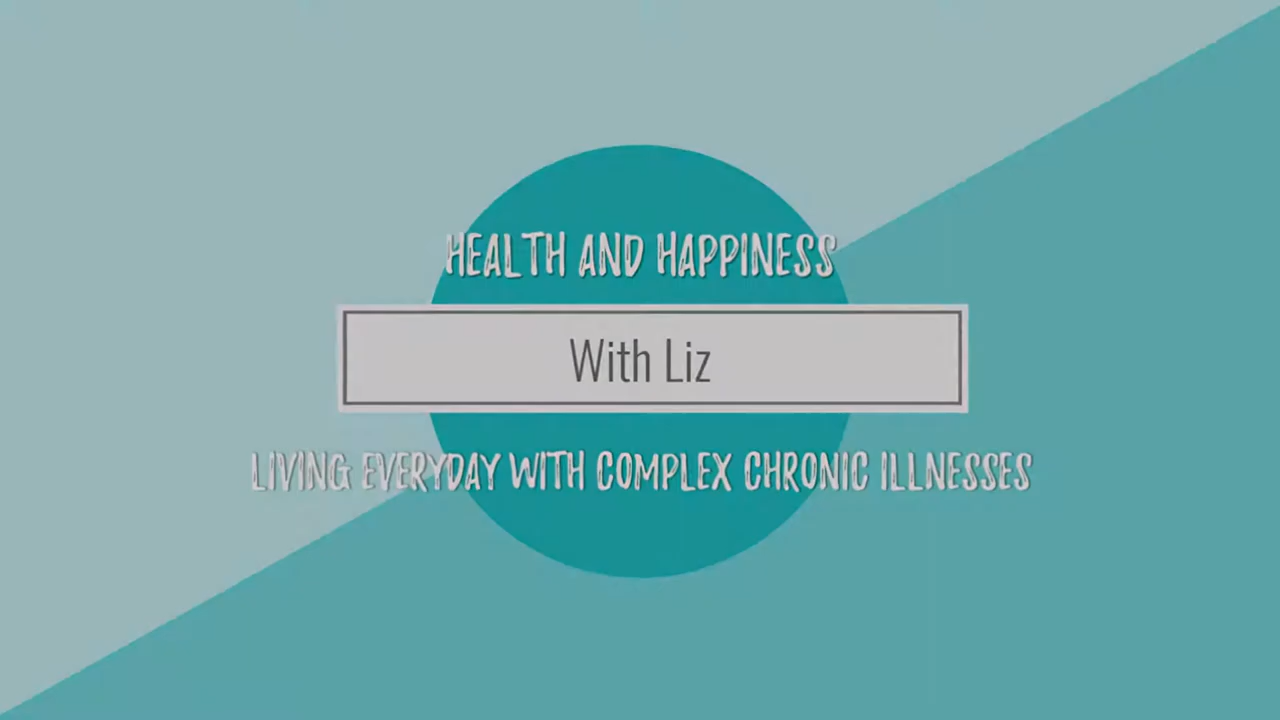 HEALTH AND HAPPINESS
With Liz
LIVING EVERYDAY WITH COMPLEX CHRONIC ILLNESSES